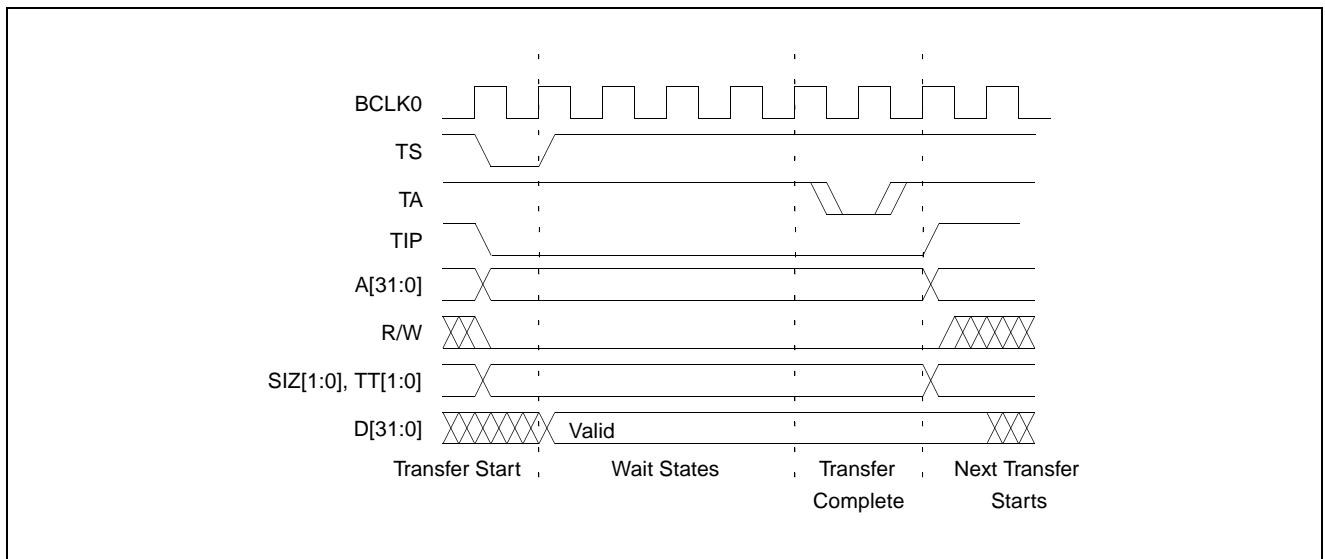 BCLK0
TS
TA
TIP
A[31:0]
R/W
SIZ[1:0], TT[1:0]
D[31:0]
Valid
Transfer Start
Wait States
Transfer
Complete
Next Transfer
Starts